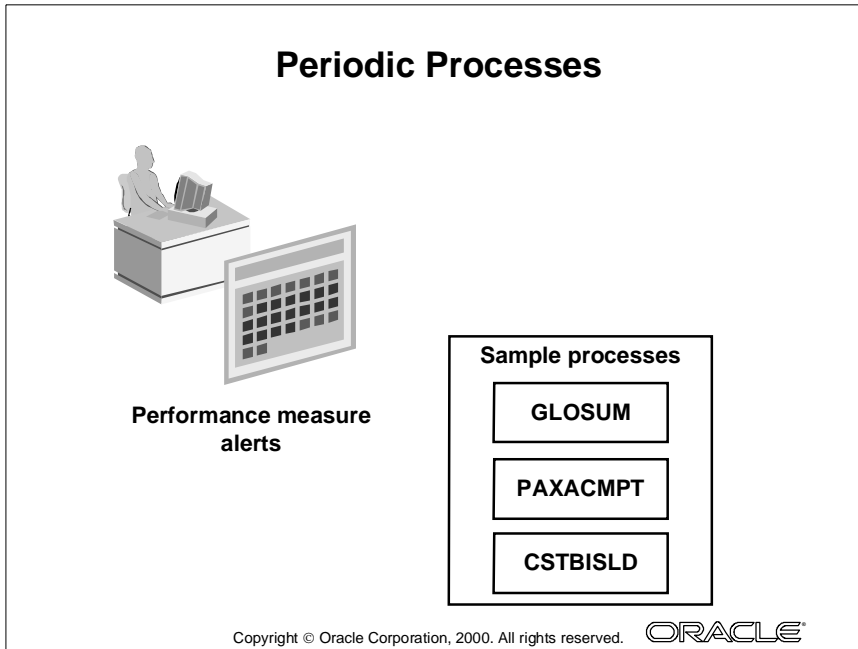 Periodic Processes
Performance measure
alerts
Sample processes
GLOSUM
PAXACMPT
CSTBISLD
Copyright © Oracle Corporation, 2000. All rights reserved.
ORACLE®